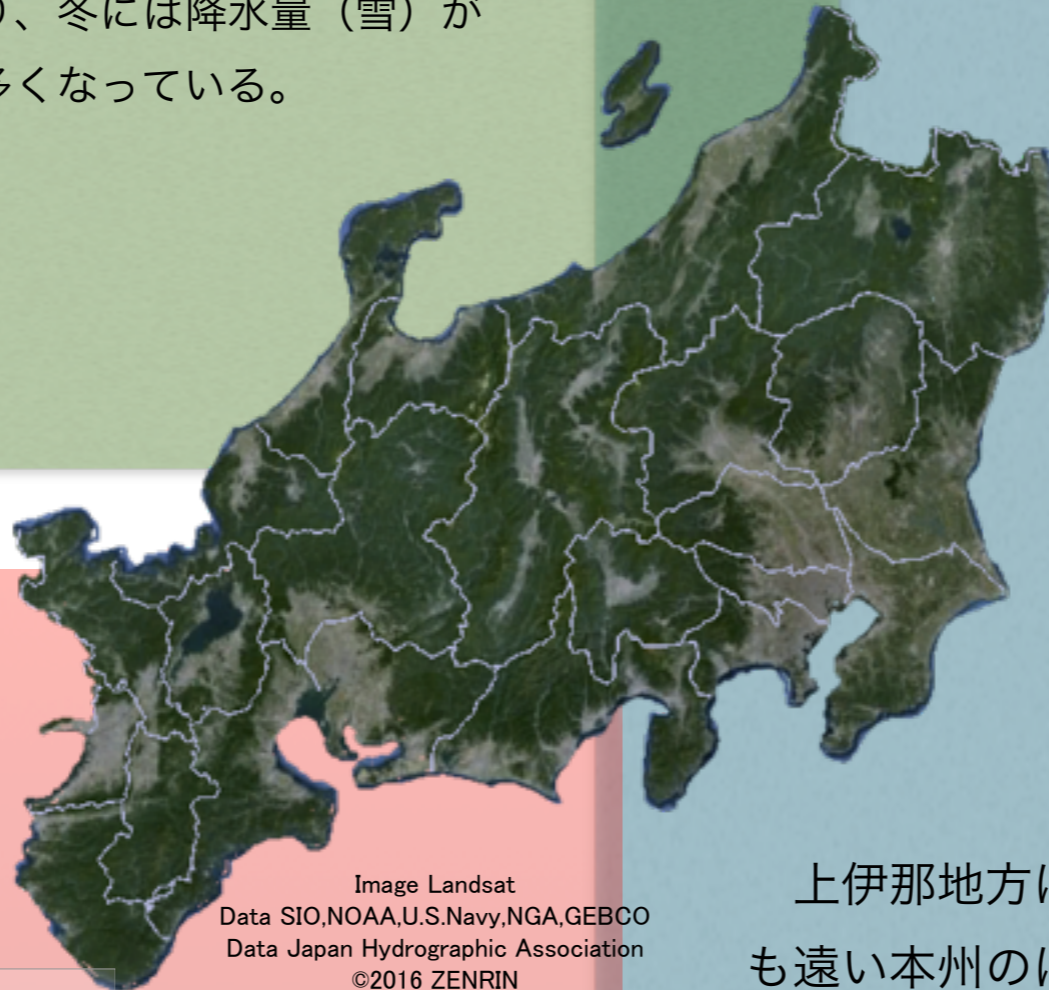 、冬には降水量（雪）が
多くなっている。
Image Landsat
Data SIO,NOAA,U.S.Navy,NGA,GEBCO
Data Japan Hydrographic Association
©2016 ZENRIN
上伊那地方は
も遠い本州のほ